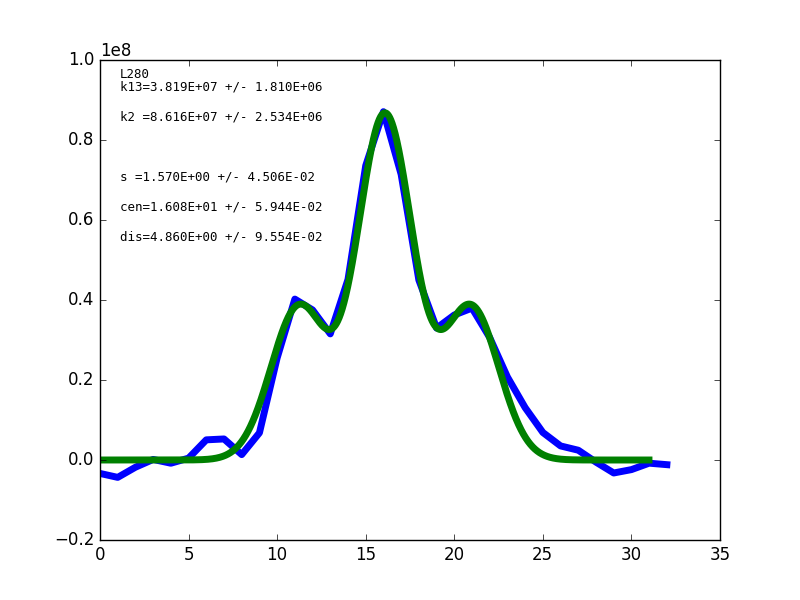 1e8
1.0
0.8
0.6
0.4
0.2
0.0
−0.2
L280
k13=3.819E+07 +/- 1.810E+06
k2 =8.616E+07 +/- 2.534E+06
s =1.570E+00 +/- 4.506E-02
cen=1.608E+01 +/- 5.944E-02
dis=4.860E+00 +/- 9.554E-02
0 5 10 15 20 25 30 35